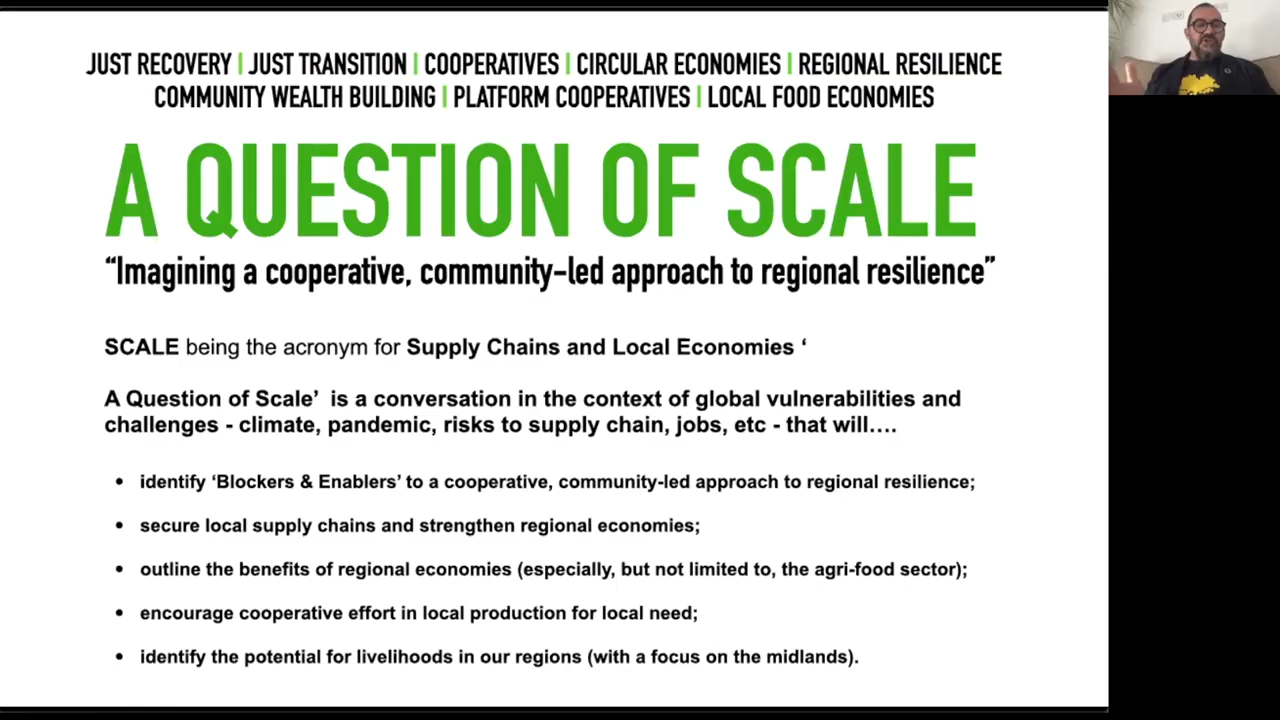 JUST RECOVERY | JUST TRANSITION | COOPERATIVES | CIRCULAR ECONOMIES | REGIONAL RESILIENCE
COMMUNITY WEALTH BUILDING | PLATFORM COOPERATIVES | LOCAL FOOD ECONOMIES
A QUESTION OF SCALE
“Imagining a cooperative, community-led approach to regional resilience”
SCALE being the acronym for Supply Chains and Local Economies ‘
A Question of Scale’ is a conversation in the context of global vulnerabilities and
challenges - climate, pandemic, risks to supply chain, jobs, etc - that will….
• identify ‘Blockers & Enablers’ to a cooperative, community-led approach to regional resilience;
• secure local supply chains and strengthen regional economies;
• outline the benefits of regional economies (especially, but not limited to, the agri-food sector);
• encourage cooperative effort in local production for local need;
• identify the potential for livelihoods in our regions (with a focus on the midlands).